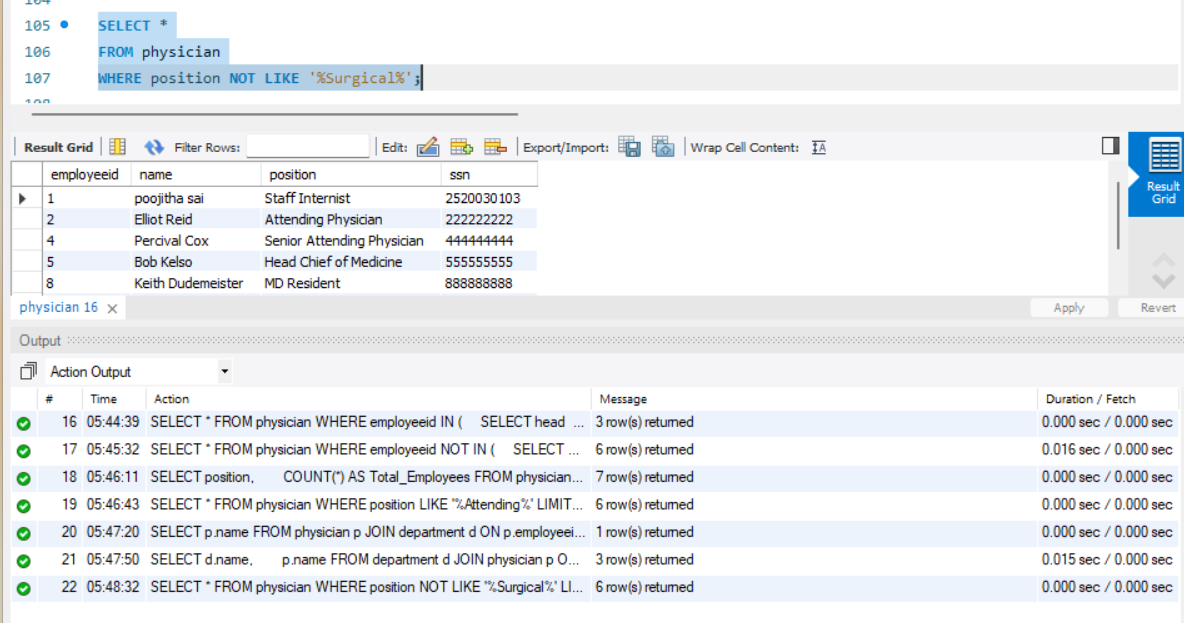 105 SELECT *
106 FROM physician
107 WHERE position NOT LIKE '%Surgical%';
Result Grid Filter Rows: Edit: Export/Import: Wrap Cell Content: IA
Result Grid
employeeid name position ssn
1 poojitha sai Staff Internist 2520030103
2 Elliot Reid Attending Physician 222222222
4 Percival Cox Senior Attending Physician 444444444
5 Bob Kelso Head Chief of Medicine 555555555
8 Keith Dudemeister MD Resident 888888888
physician 16 Apply Revert
Output
Action Output
# Time Action Message Duration / Fetch
16 05:44:39 SELECT * FROM physician WHERE employeeid IN ( SELECT head ... 3 row(s) returned 0.000 sec / 0.000 sec
17 05:45:32 SELECT * FROM physician WHERE employeeid NOT IN ( SELECT ... 6 row(s) returned 0.016 sec / 0.000 sec
18 05:46:11 SELECT position, COUNT(*) AS Total_Employees FROM physician... 7 row(s) returned 0.000 sec / 0.000 sec
19 05:46:43 SELECT * FROM physician WHERE position LIKE '%Attending%' LIMIT... 6 row(s) returned 0.000 sec / 0.000 sec
20 05:47:20 SELECT p.name FROM physician p JOIN department d ON p.employeei... 1 row(s) returned 0.000 sec / 0.000 sec
21 05:47:50 SELECT d.name, p.name FROM department d JOIN physician p O... 3 row(s) returned 0.015 sec / 0.000 sec
22 05:48:32 SELECT * FROM physician WHERE position NOT LIKE '%Surgical%' LI... 6 row(s) returned 0.000 sec / 0.000 sec